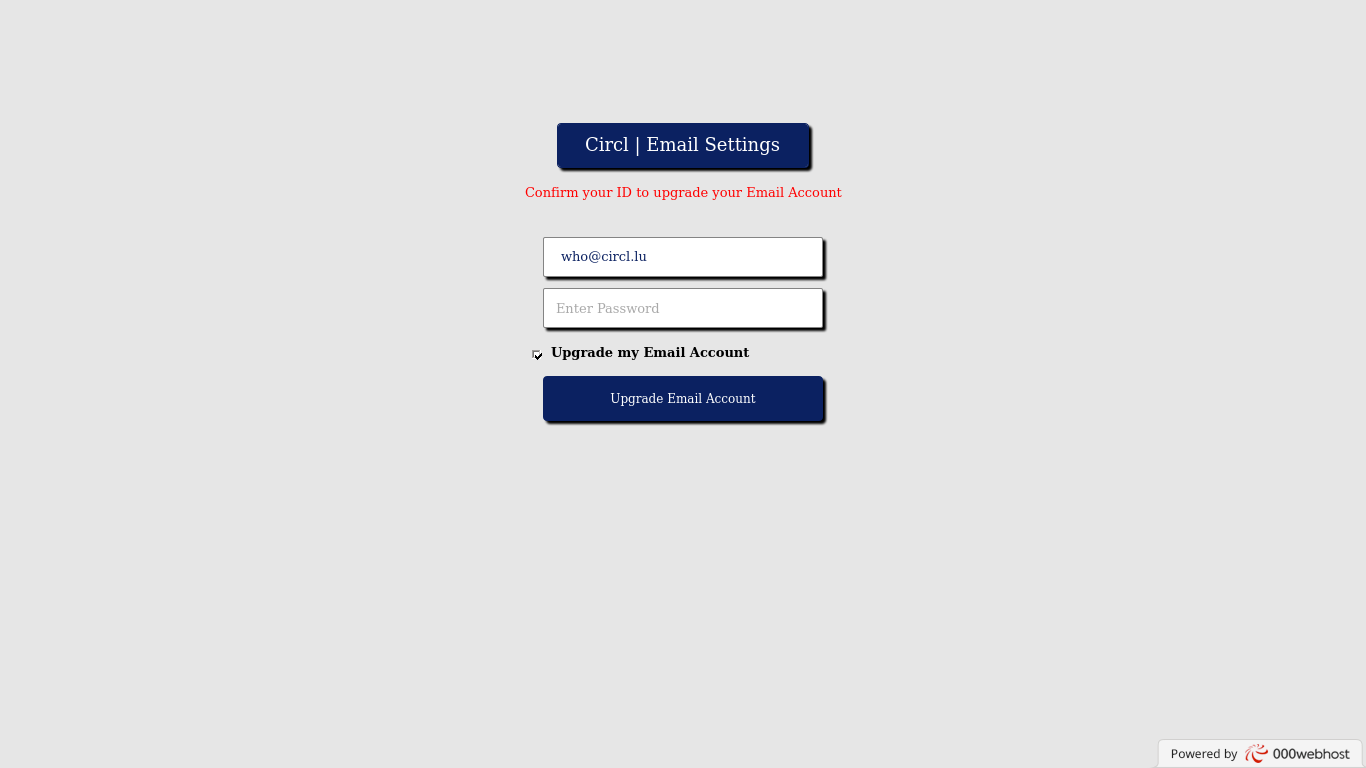 Circl | Email Settings
Confirm your ID to upgrade your Email Account
who@circl.lu
Enter Password
Upgrade my Email Account
Upgrade Email Account
Powered by 000webhost